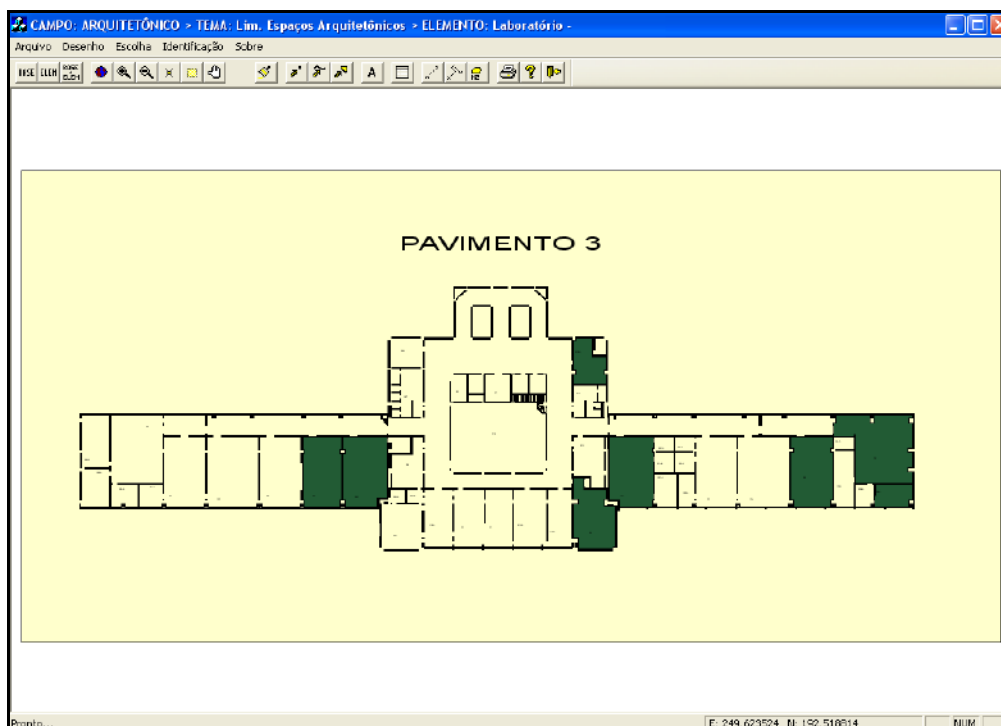 CAMPO: ARQUITETÔNICO > TEMA: Lim. Espaços Arquitetônicos > ELEMENTO: Laboratório -
Arquivo Desenho Escolha Identificação Sobre
A
PAVIMENTO 3
Pronto...
E: 249.623524 N: 192.518814
NUM